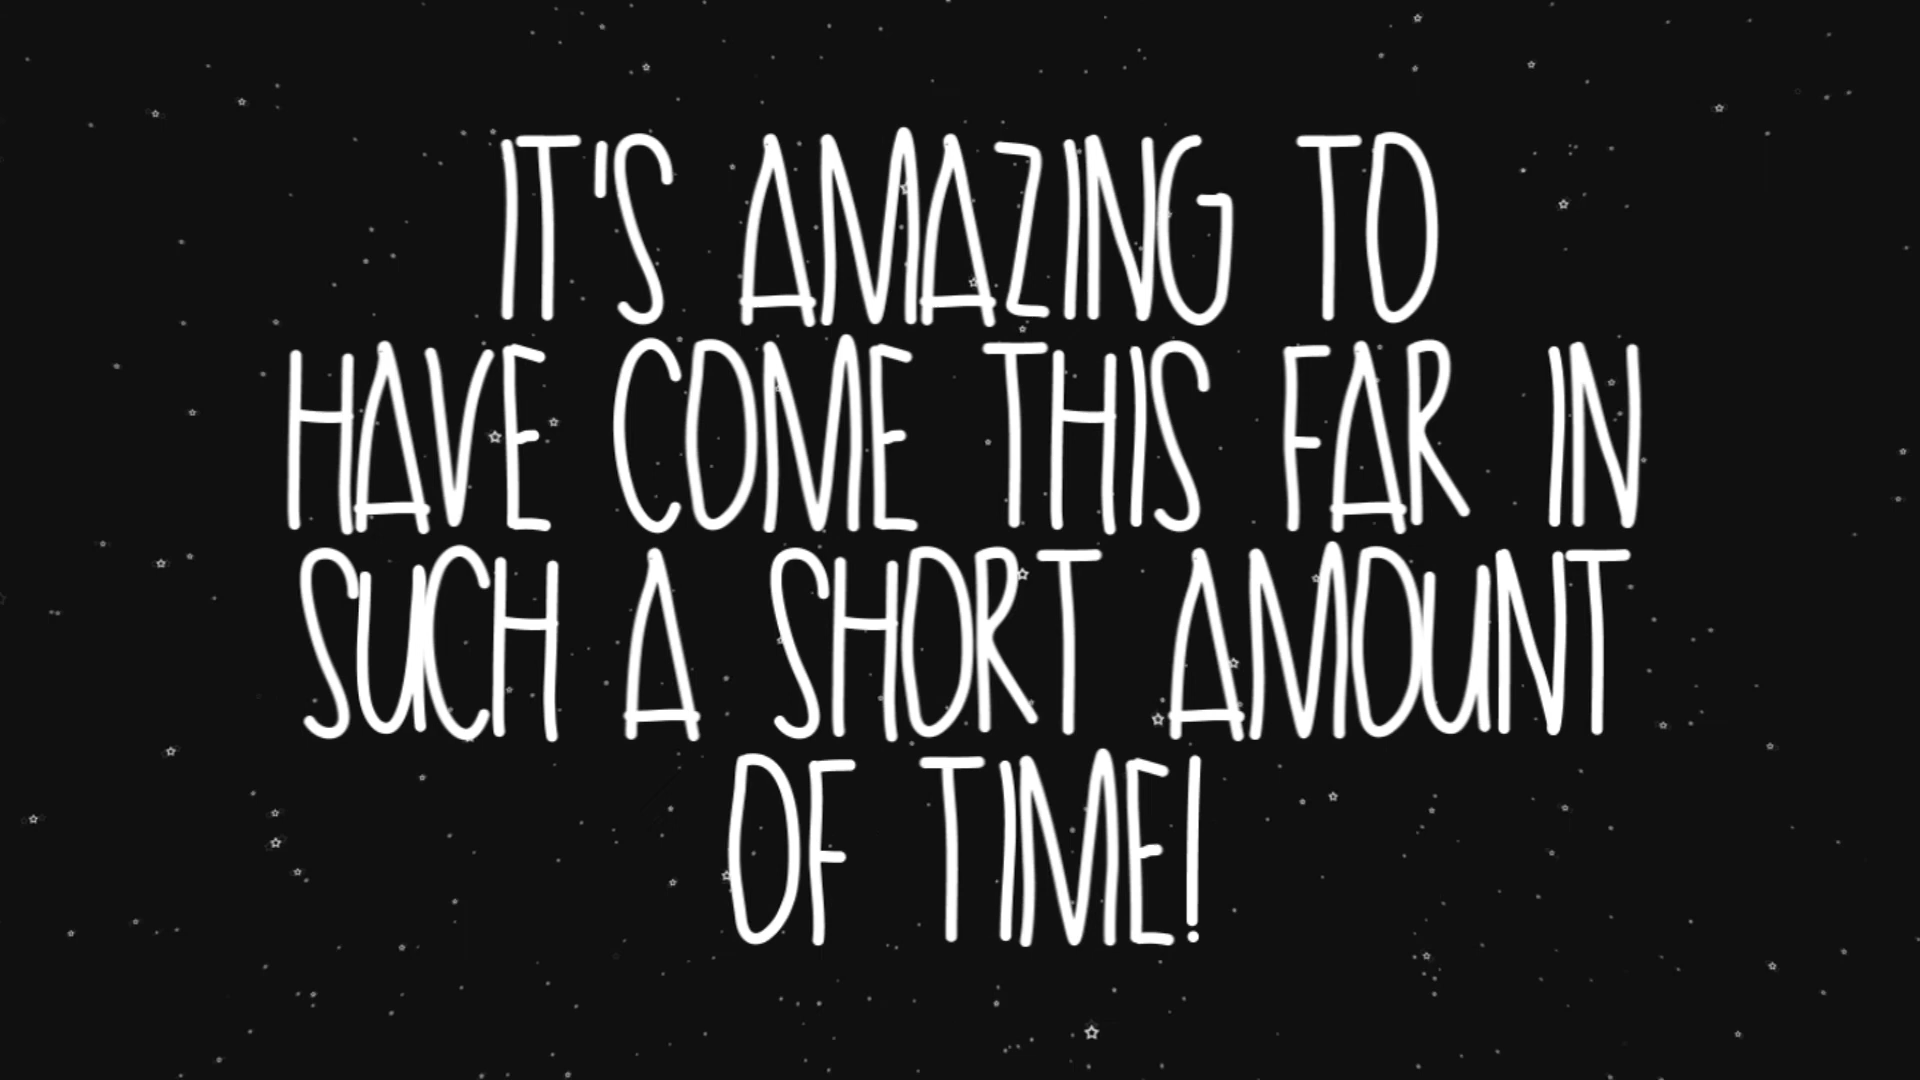 IT'S AMAZING TO
HAVE COME THIS FAR IN
SUCH A SHORT AMOUNT
OF TIME!